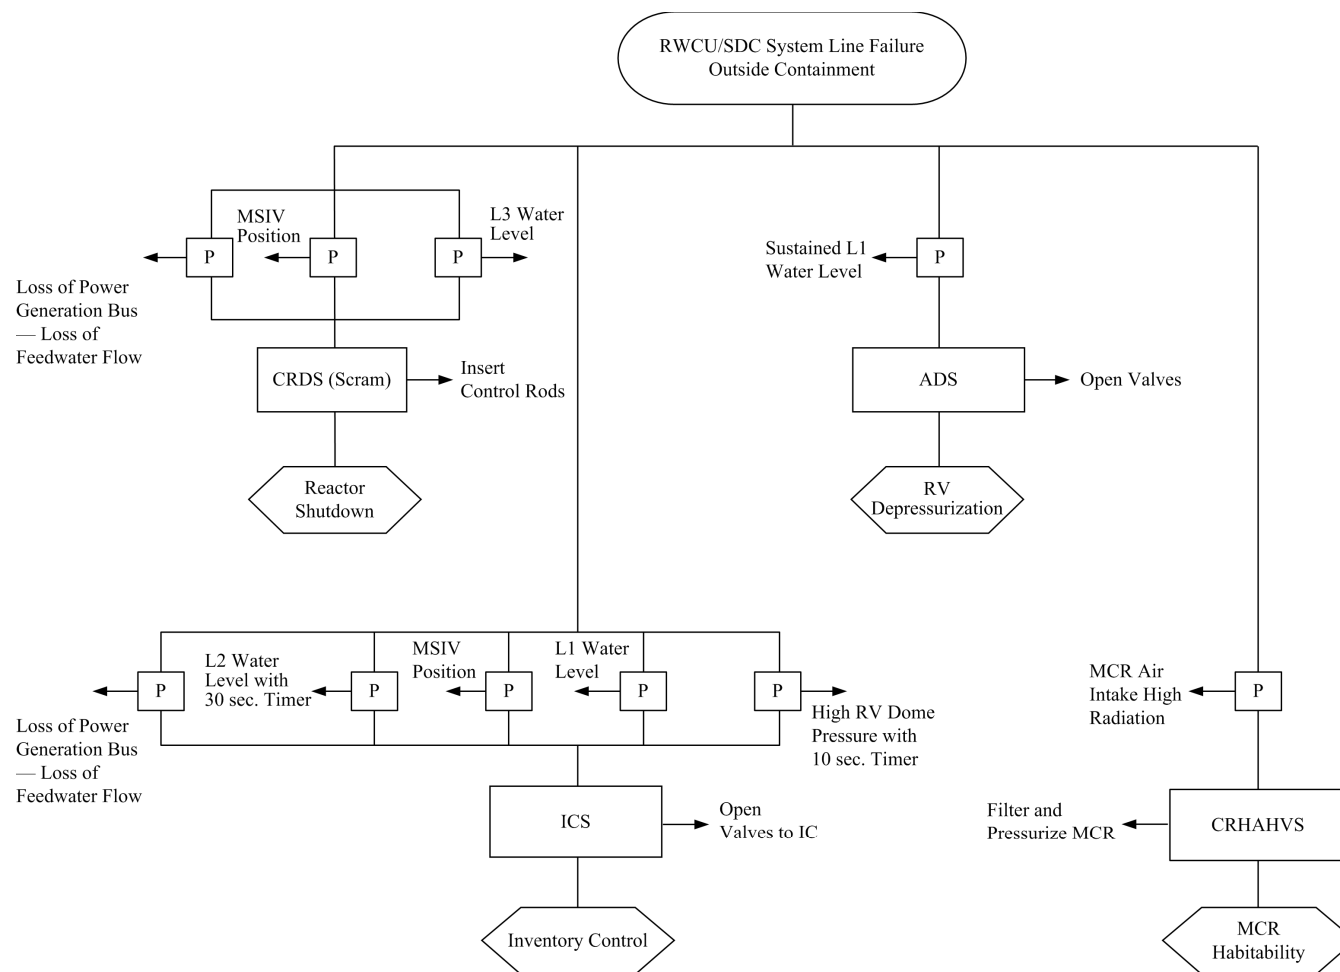 RWCU/SDC System Line Failure
Outside Containment
MSIV
Position
L3 Water
Level
P
P
P
Loss of Power
Generation Bus
— Loss of
Feedwater Flow
CRDS (Scram)
Insert
Control Rods
Reactor
Shutdown
Sustained L1
Water Level
P
ADS
Open Valves
RV
Depressurization
L2 Water
Level with
30 sec. Timer
MSIV
Position
L1 Water
Level
P
P
P
P
P
Loss of Power
Generation Bus
— Loss of
Feedwater Flow
High RV Dome
Pressure with
10 sec. Timer
ICS
Open
Valves to IC
Inventory Control
MCR Air
Intake High
Radiation
P
Filter and
Pressurize MCR
CRHAHVS
MCR
Habitability